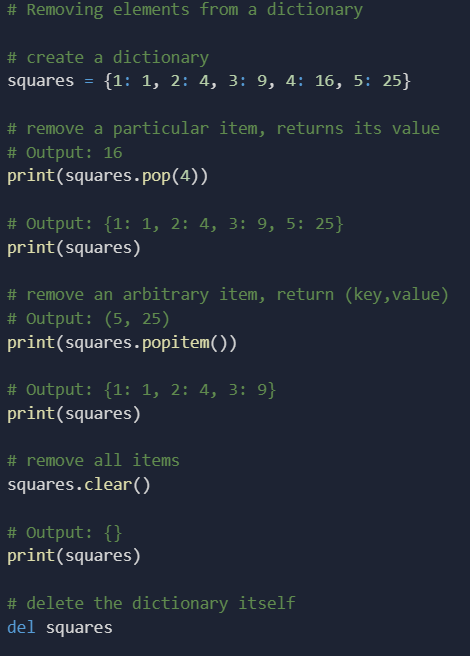 # Removing elements from a dictionary
# create a dictionary
squares = {1: 1, 2: 4, 3: 9, 4: 16, 5: 25}
# remove a particular item, returns its value
# Output: 16
print(squares.pop(4))
# Output: {1: 1, 2: 4, 3: 9, 5: 25}
print(squares)
# remove an arbitrary item, return (key,value)
# Output: (5, 25)
print(squares.popitem())
# Output: {1: 1, 2: 4, 3: 9}
print(squares)
# remove all items
squares.clear()
# Output: {}
print(squares)
# delete the dictionary itself
del squares